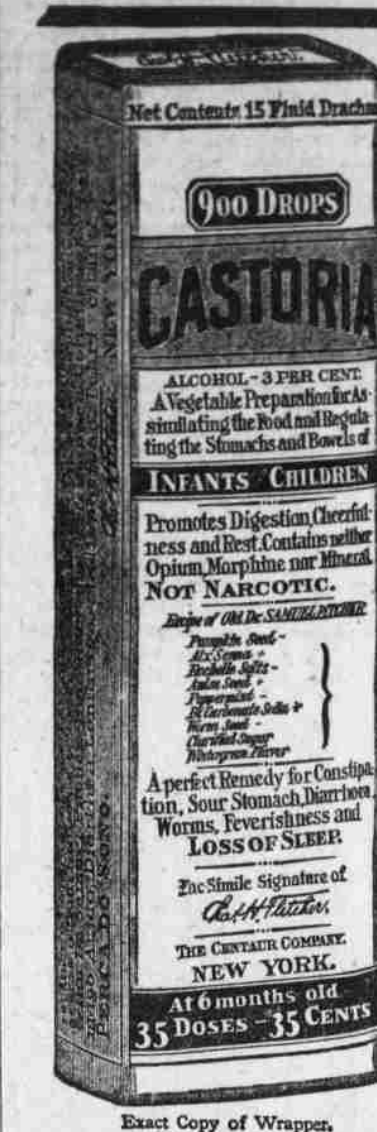 Net Contents 15 Fluid Drachm
900 DROPS
CASTORIA
ALCOHOL-3 PER CENT.
A Vegetable Preparation for As-
similating the Food and Regula-
ting the Stomachs and Bowels of
INFANTS CHILDREN
Promotes Digestion, Cheerful-
ness and Rest. Contains neither
Opium, Morphine nor Mineral.
NOT NARCOTIC.
Recipe of Old Dr. SAMUEL PITCHER
Pumpkin Seed -
Alx Senna +
Rochelle Salts -
Anise Seed +
Peppermint -
Bi Carbonate Soda +
Worm Seed -
Clarified Sugar
Wintergreen Flavor
A perfect Remedy for Constipa-
tion, Sour Stomach, Diarrhoea,
Worms, Feverishness and
LOSS OF SLEEP.
Fac Simile Signature of
Chas. H. Fletcher.
THE CENTAUR COMPANY.
NEW YORK.
At 6 months old
35 DOSES - 35 CENTS
Exact Copy of Wrapper.
NEW YORK